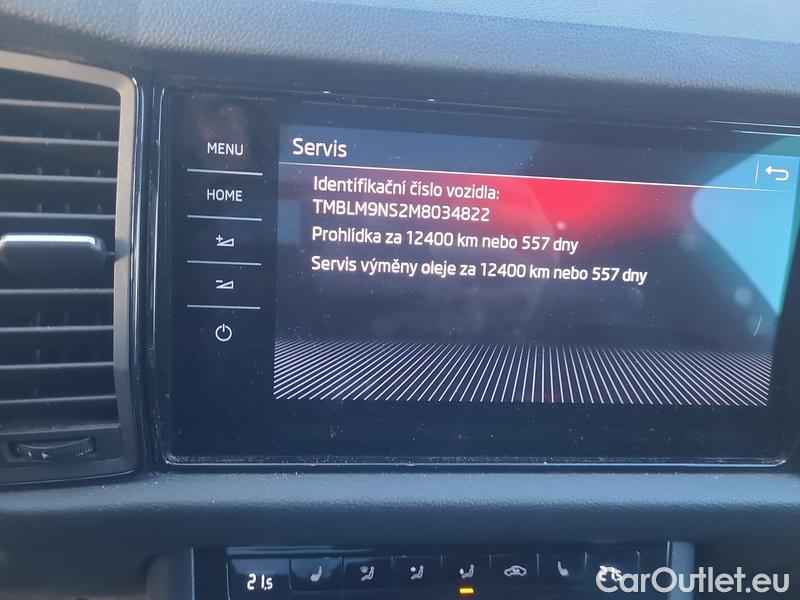 MENU
HOME
Servis
Identifikační číslo vozidla:
TMBLM9NS2M8034822
Prohlídka za 12400 km nebo 557 dny
Servis výměny oleje za 12400 km nebo 557 dny
21,5
CarOutlet.eu